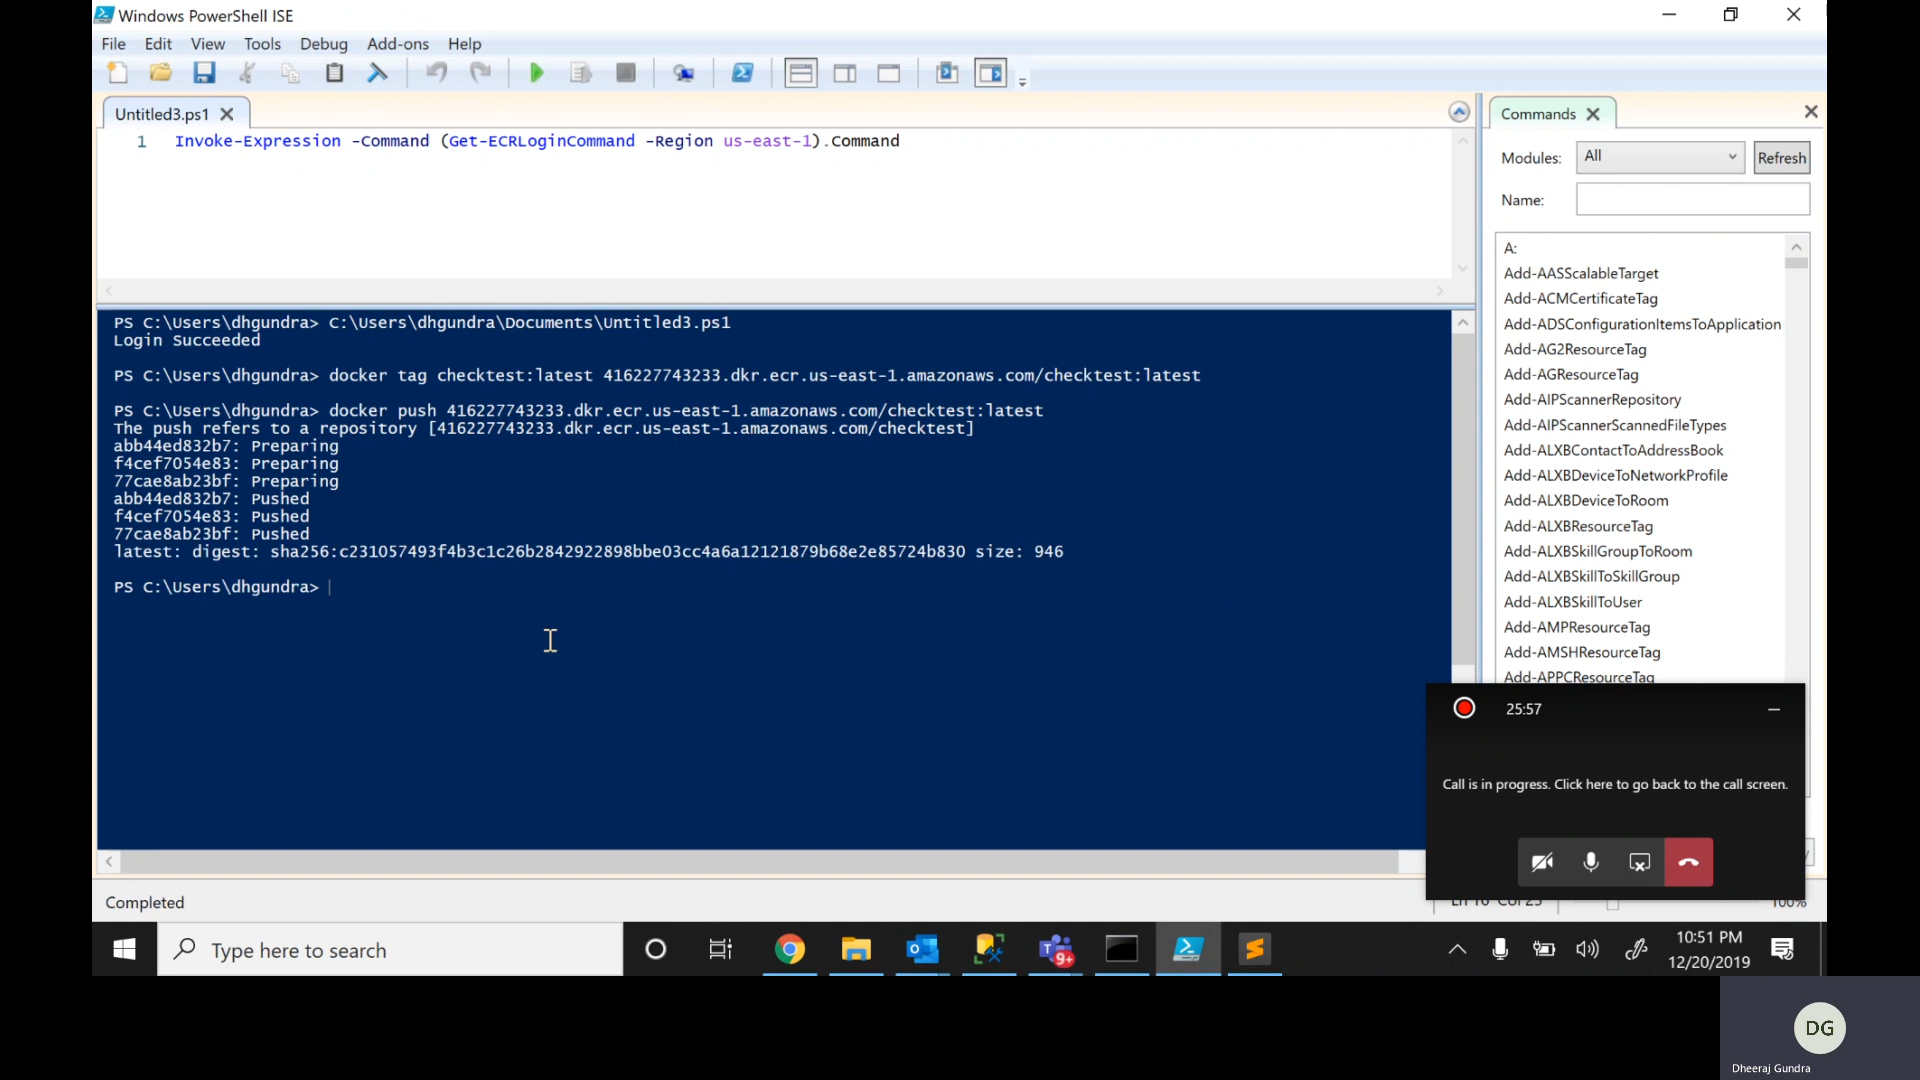 Windows PowerShell ISE
File Edit View Tools Debug Add-ons Help
Untitled3.ps1
1 Invoke-Expression -Command (Get-ECRLoginCommand -Region us-east-1).Command
PS C:\Users\dhgundra> C:\Users\dhgundra\Documents\Untitled3.ps1
Login Succeeded
PS C:\Users\dhgundra> docker tag checktest:latest 416227743233.dkr.ecr.us-east-1.amazonaws.com/checktest:latest
PS C:\Users\dhgundra> docker push 416227743233.dkr.ecr.us-east-1.amazonaws.com/checktest:latest
The push refers to a repository [416227743233.dkr.ecr.us-east-1.amazonaws.com/checktest]
abb44ed832b7: Preparing
f4cef7054e83: Preparing
77cae8ab23bf: Preparing
abb44ed832b7: Pushed
f4cef7054e83: Pushed
77cae8ab23bf: Pushed
latest: digest: sha256:c231057493f4b3c1c26b2842922898bbe03cc4a6a12121879b68e2e85724b830 size: 946
PS C:\Users\dhgundra>
Commands
Modules: All Refresh
Name:
A:
Add-AASScalableTarget
Add-ACMCertificateTag
Add-ADSConfigurationItemsToApplication
Add-AG2ResourceTag
Add-AGResourceTag
Add-AIPScannerRepository
Add-AIPScannerScannedFileTypes
Add-ALXBContactToAddressBook
Add-ALXBDeviceToNetworkProfile
Add-ALXBDeviceToRoom
Add-ALXBResourceTag
Add-ALXBSkillGroupToRoom
Add-ALXBSkillToSkillGroup
Add-ALXBSkillToUser
Add-AMPResourceTag
Add-AMSHResourceTag
Add-APPCResourceTag
25:57
Call is in progress. Click here to go back to the call screen.
Completed
100%
Type here to search
9+
10:51 PM
12/20/2019
DG
Dheeraj Gundra